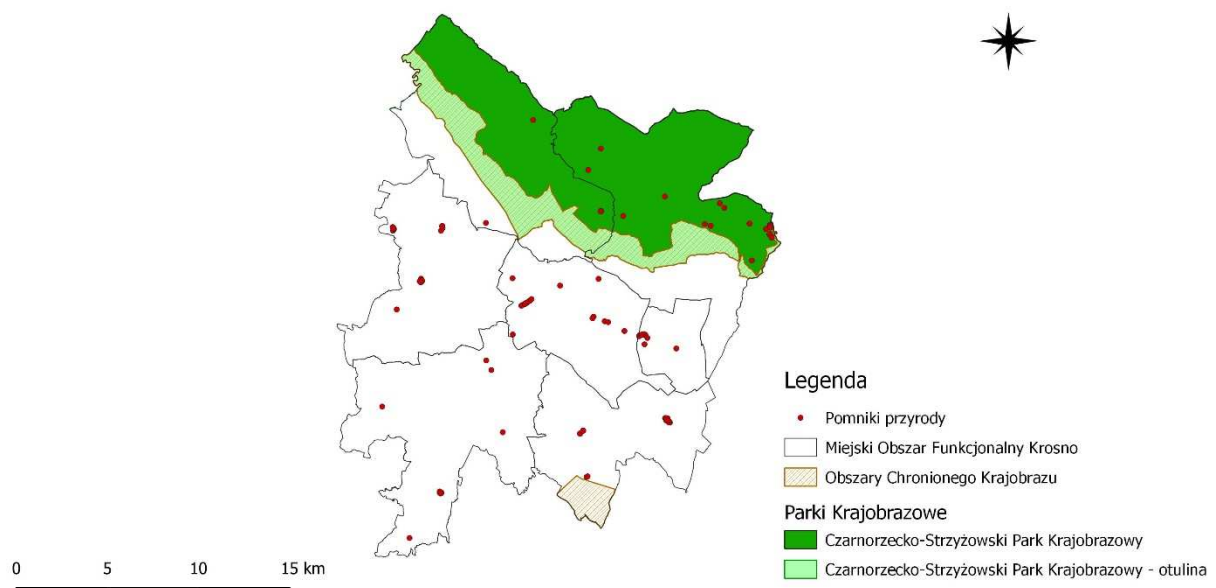 Legenda
Pomniki przyrody
Miejski Obszar Funkcjonalny Krosno
Obszary Chronionego Krajobrazu
Parki Krajobrazowe
Czarnorzecko-Strzyżowski Park Krajobrazowy
Czarnorzecko-Strzyżowski Park Krajobrazowy - otulina
0 5 10 15 km